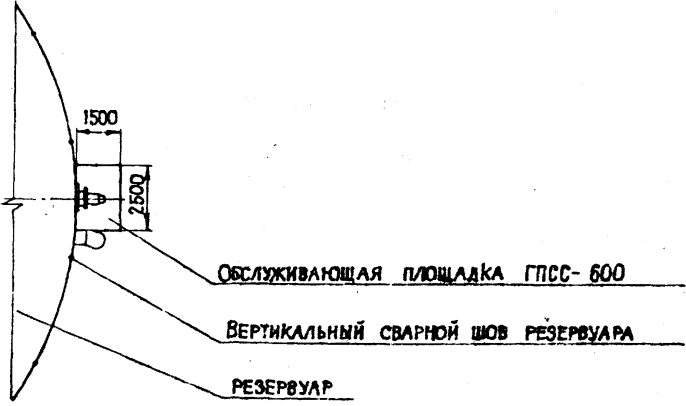 1500
2500
ОБСЛУЖИВАЮЩАЯ ПЛОЩАДКА ГПСС-600
ВЕРТИКАЛЬНЫЙ СВАРНОЙ ШОВ РЕЗЕРВУАРА
РЕЗЕРВУАР